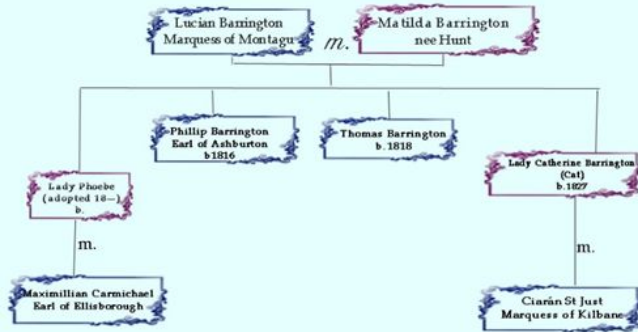 Lucian Barrington
Marquess of Montagu
m.
Matilda Barrington
nee Hunt
Phillip Barrington
Earl of Ashburton
b1816
Thomas Barrington
b. 1818
Lady Catherine Barrington
(Cat)
b.1827
Lady Phoebe
(adopted 18—)
b.
m.
m.
Maximillian Carmichael
Earl of Ellisborough
Ciarán St Just
Marquess of Kilbane